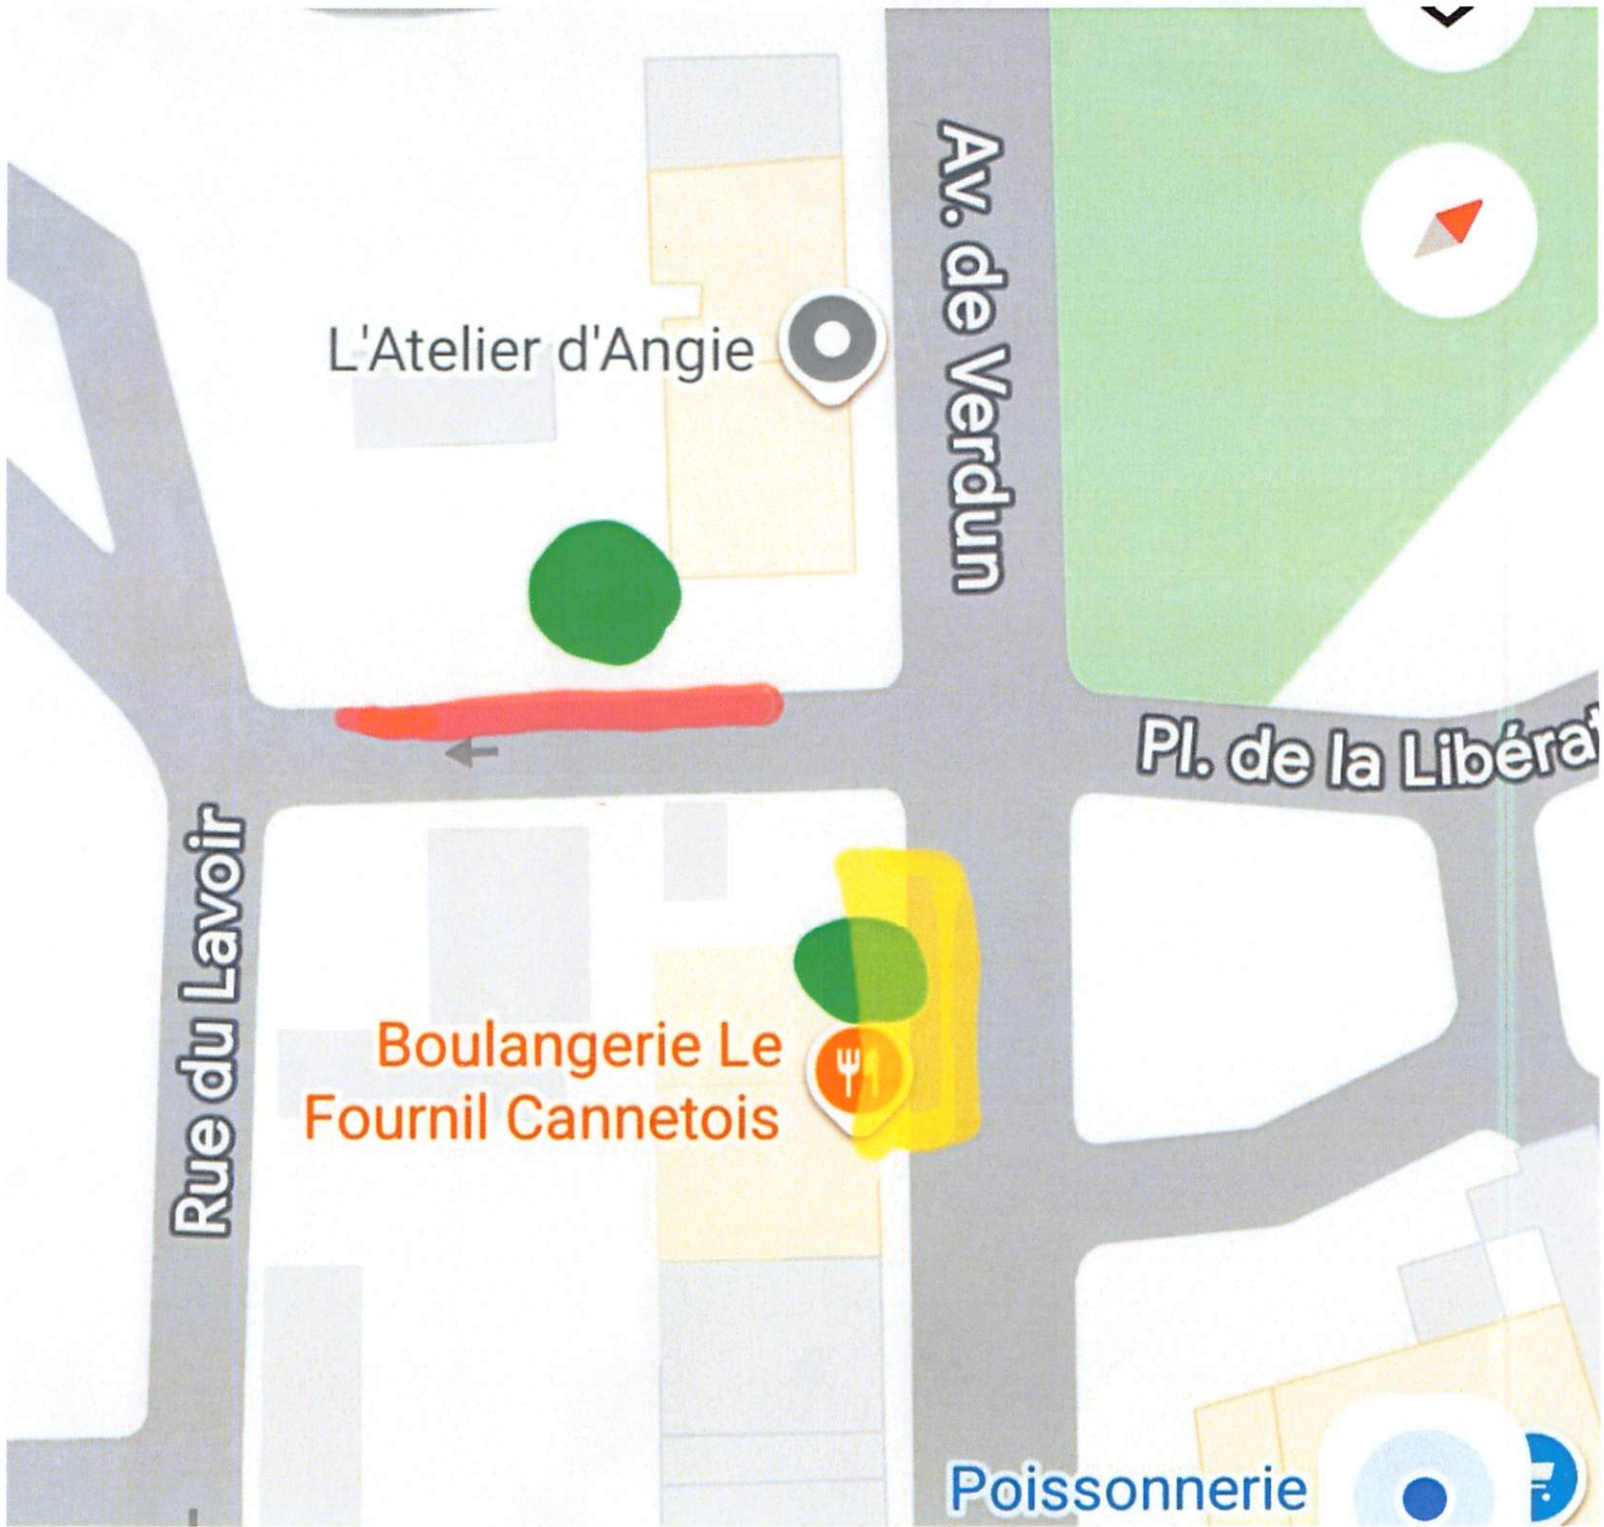 Av. de Verdun
L'Atelier d'Angie
Pl. de la Libérat
Rue du Lavoir
Boulangerie Le
Fournil Cannetois
Poissonnerie